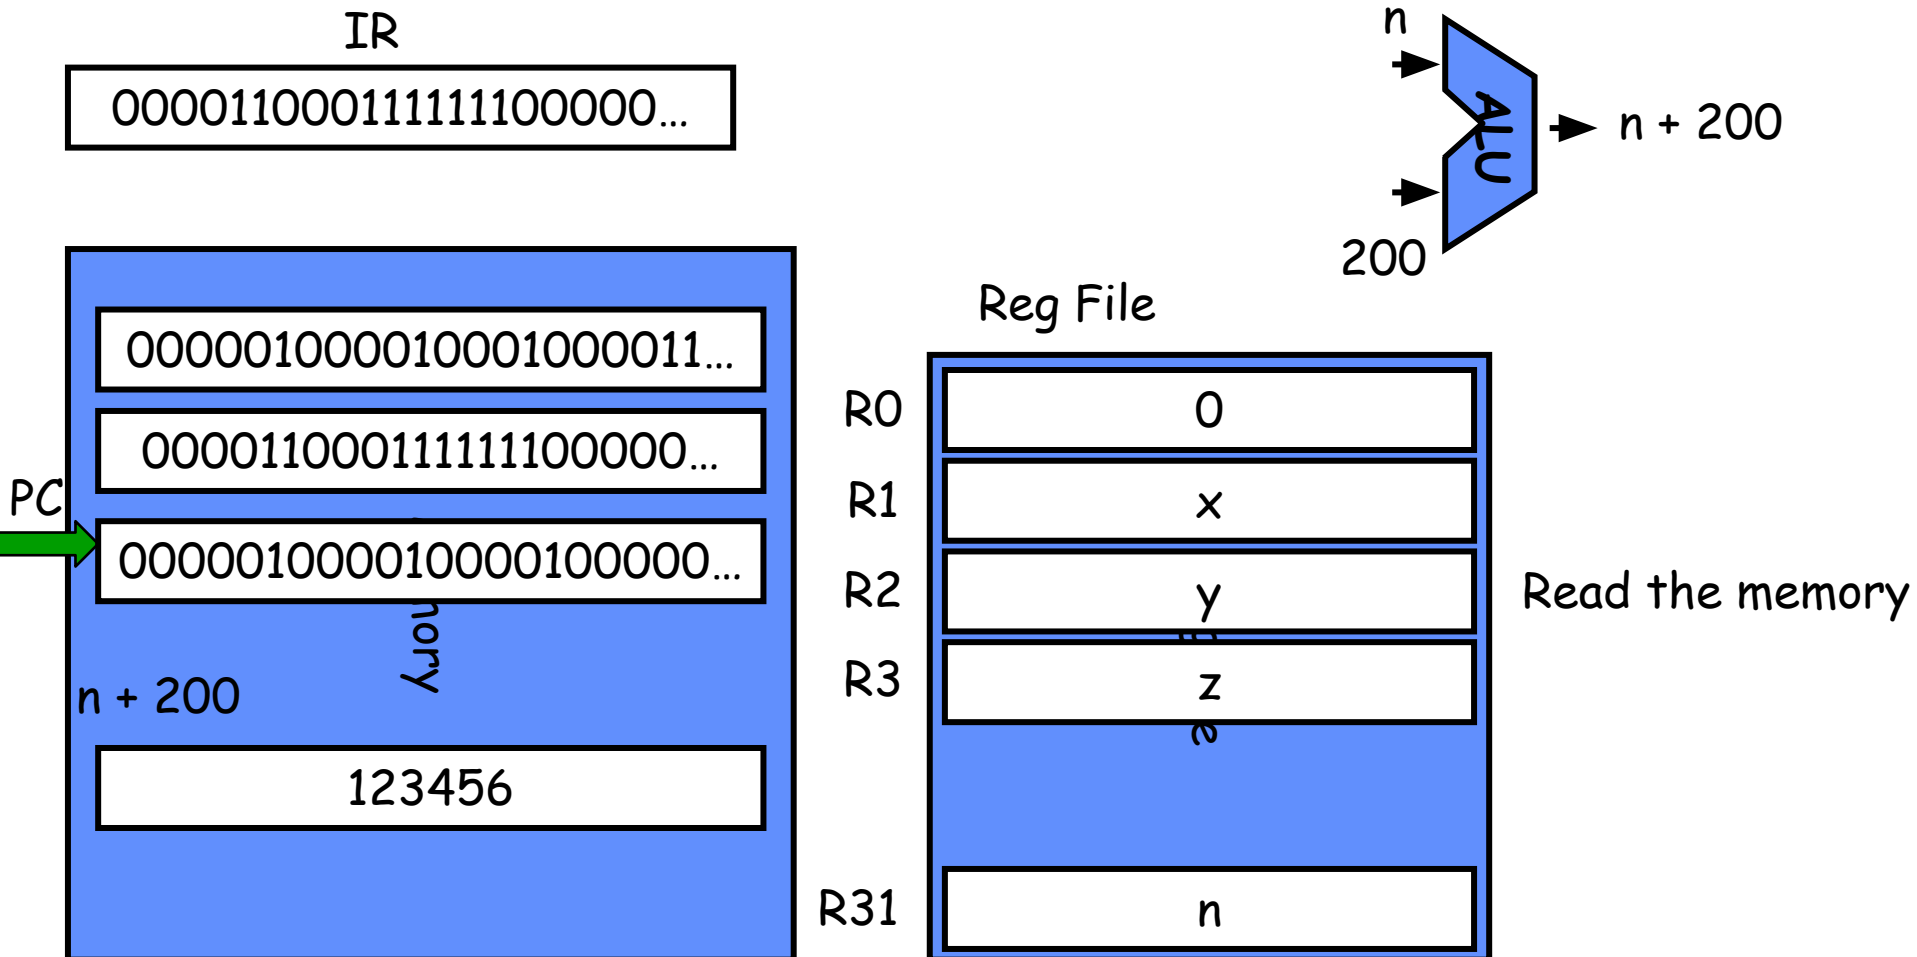 IR
000011000111111100000...
n
ALU
n + 200
200
000001000010001000011...
000011000111111100000...
PC
0000010000100001000000...
n + 200
123456
Reg File
R0
0
R1
x
R2
y
R3
z
R31
n
Read the memory